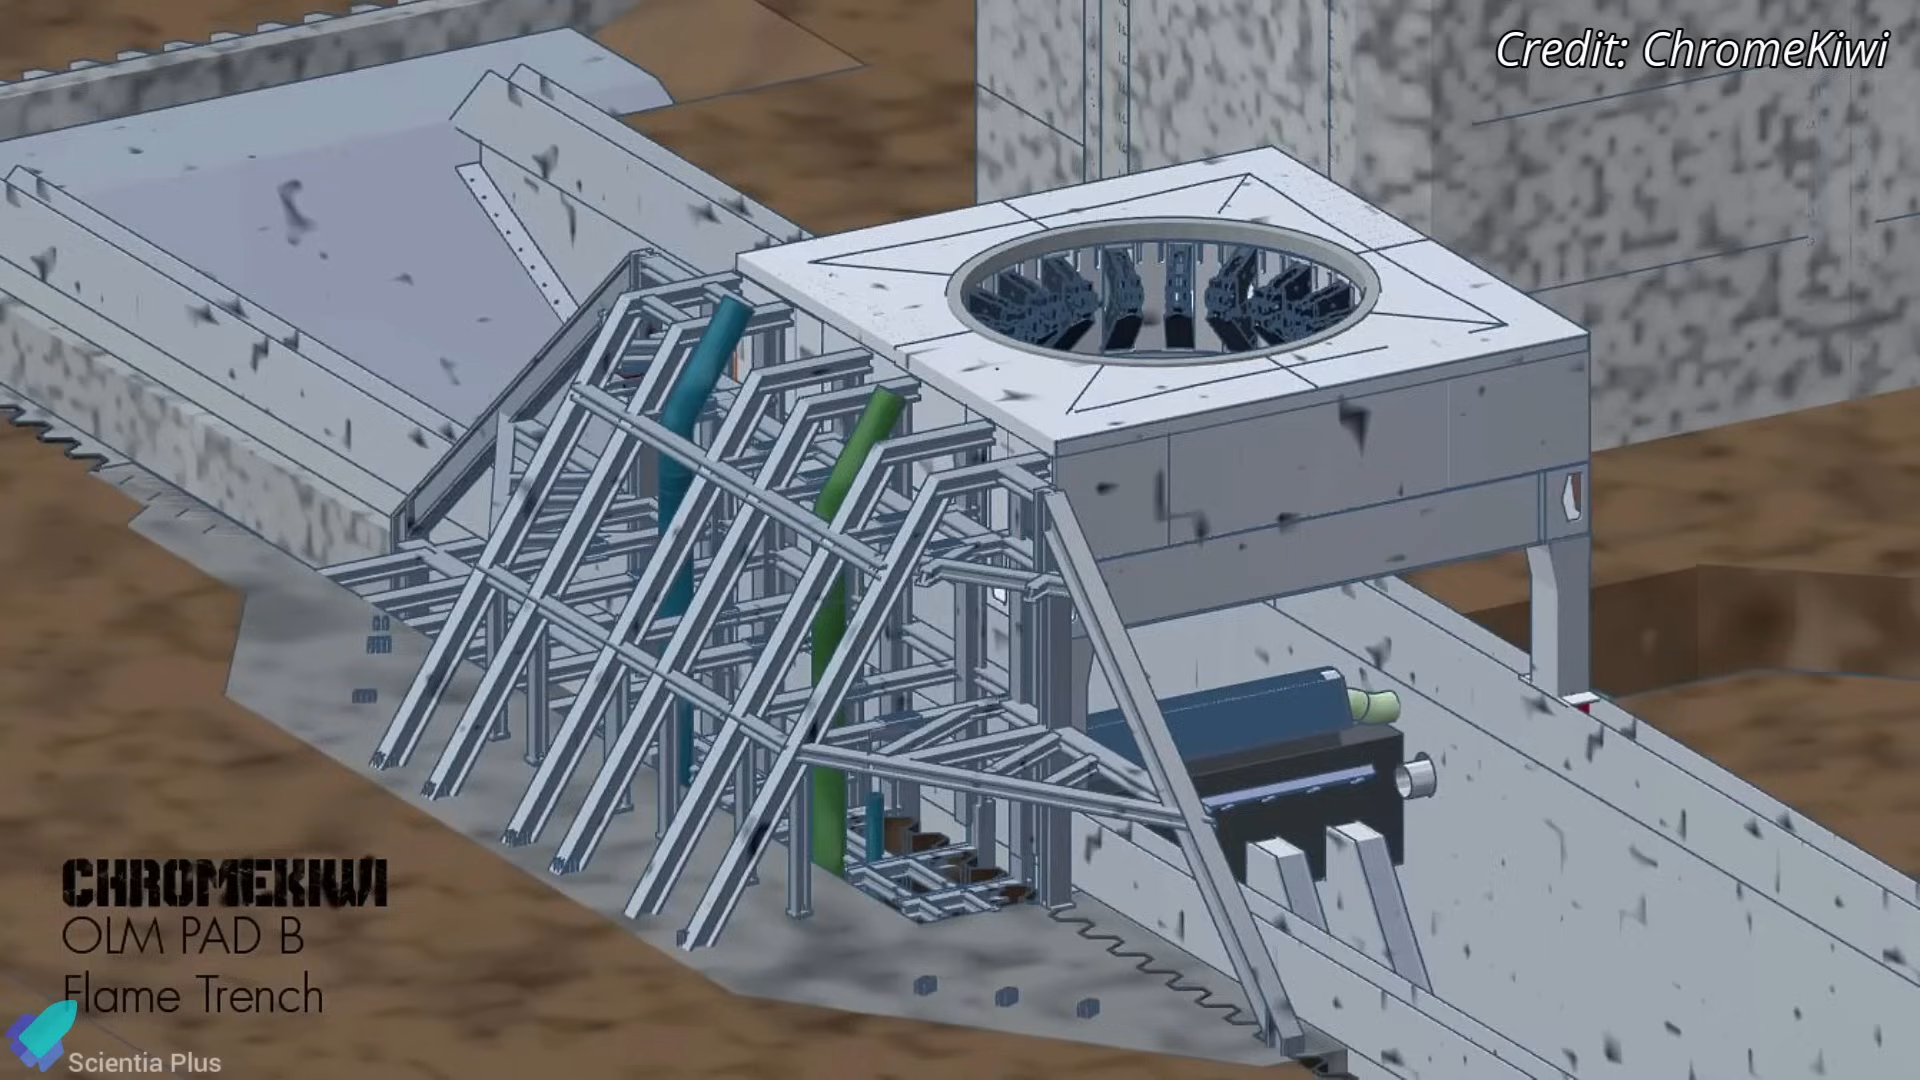 Credit: ChromeKiwi
CHROMEKIWI
OLM PAD B
Flame Trench
Scientia Plus